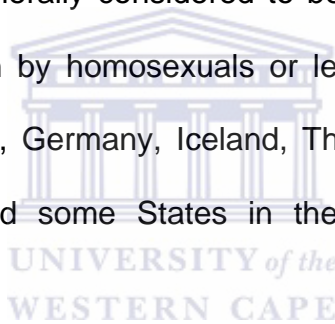 nerally considered to be
n by homosexuals or le
, Germany, Iceland, Th
d some States in the
UNIVERSITY of the
WESTERN CAPE